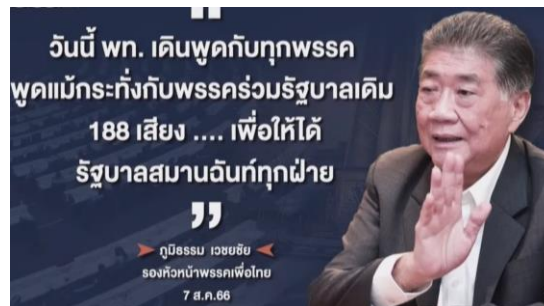 "
วันนี้ พท. เดินพูดกับทุกพรรค
พูดแม้กระทั่งกับพรรคร่วมรัฐบาลเดิม
188 เสียง .... เพื่อให้ได้
รัฐบาลสมานฉันท์ทุกฝ่าย
"
ภูมิธรรม เวชยชัย
รองหัวหน้าพรรคเพื่อไทย
7 ส.ค.66